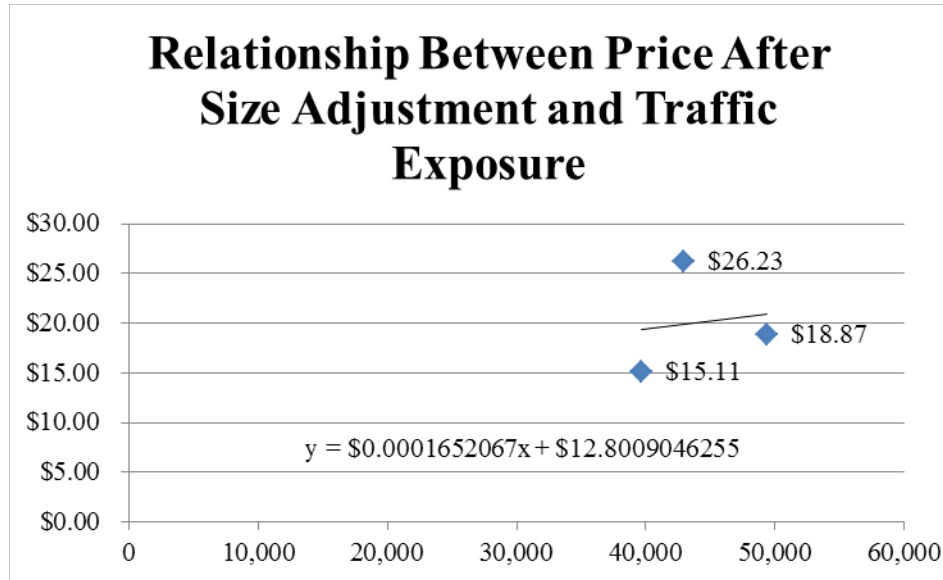 Relationship Between Price After
Size Adjustment and Traffic
Exposure
$30.00
$25.00
$26.23
$20.00
$18.87
$15.00
$15.11
$10.00
y = $0.0001652067x + $12.8009046255
$5.00
$0.00
0 10,000 20,000 30,000 40,000 50,000 60,000